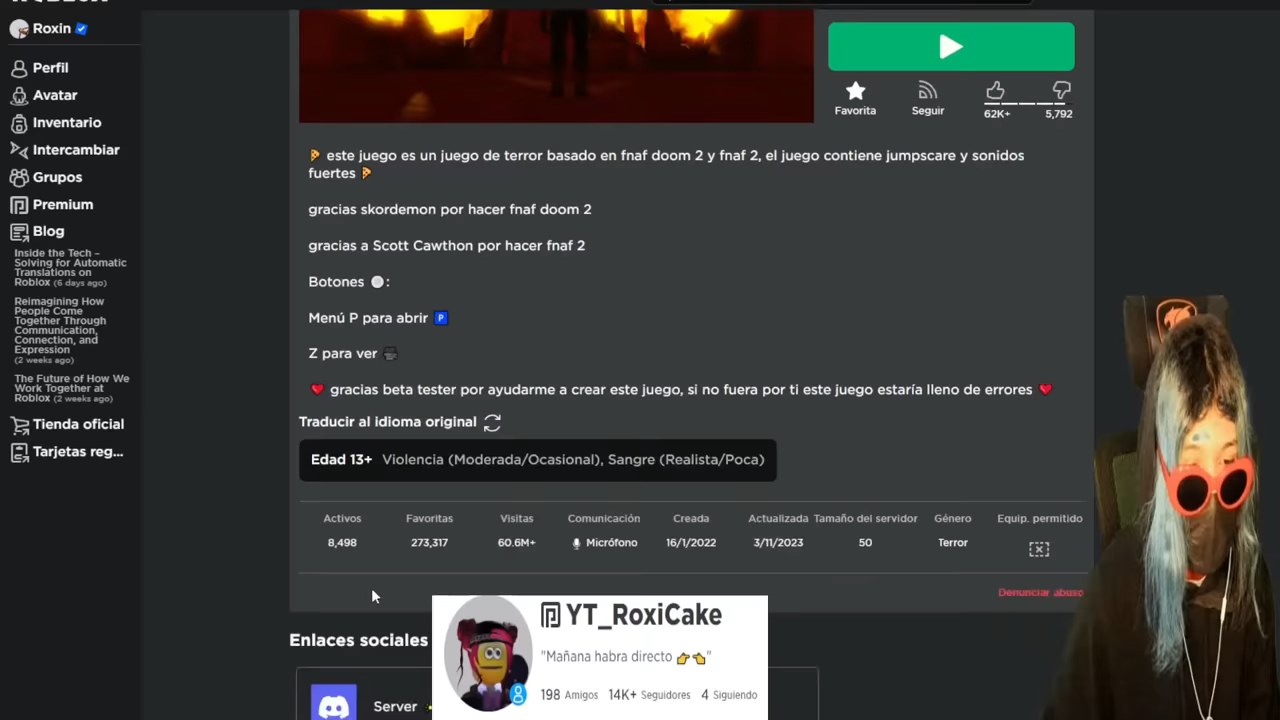 Roxin
Perfil
Avatar
Inventario
Intercambiar
Grupos
Premium
Blog
Inside the Tech –
Solving for Automatic
Translations on
Roblox (6 days ago)
Reimagining How
People Come
Together Through
Communication,
Connection, and
Expression
(2 weeks ago)
The Future of How We
Work Together at
Roblox (2 weeks ago)
Tienda oficial
Tarjetas reg...
Favorita
Seguir
62K+
5,792
🍕 este juego es un juego de terror basado en fnaf doom 2 y fnaf 2, el juego contiene jumpscare y sonidos
fuertes 🍕
gracias skordemon por hacer fnaf doom 2
gracias a Scott Cawthon por hacer fnaf 2
Botones ⚪:
Menú P para abrir 🅿
Z para ver
❤ gracias beta tester por ayudarme a crear este juego, si no fuera por ti este juego estaría lleno de errores ❤
Traducir al idioma original
Edad 13+ Violencia (Moderada/Ocasional), Sangre (Realista/Poca)
Activos Favoritas Visitas Comunicación Creada Actualizada Tamaño del servidor Género Equip. permitido
8,498 273,317 60.6M+ Micrófono 16/1/2022 3/11/2023 50 Terror
Denunciar abuso
Enlaces sociales
Server
YT_RoxiCake
"Mañana habra directo 👉👈"
198 Amigos 14K+ Seguidores 4 Siguiendo